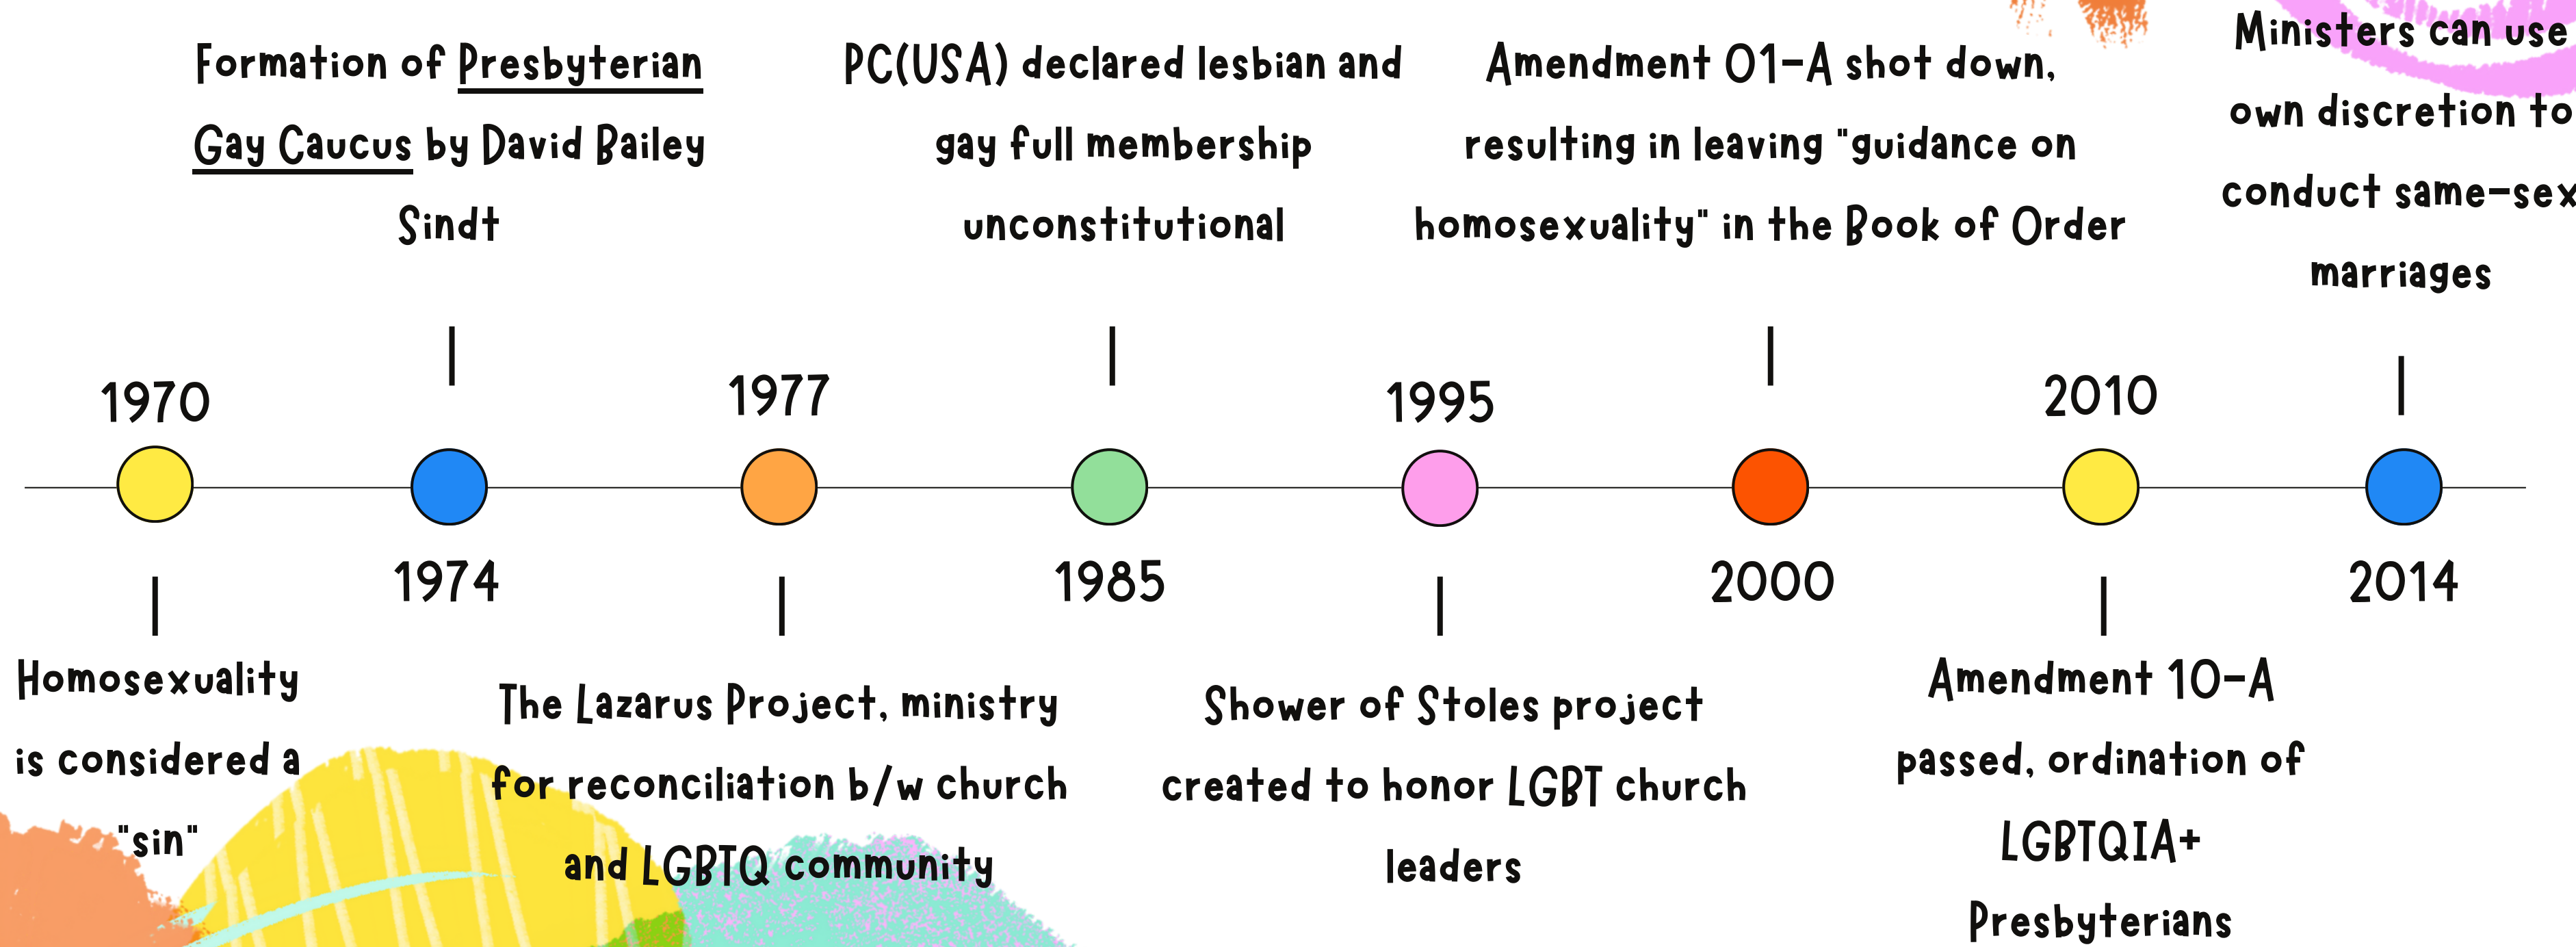 1970
Homosexuality
is considered a
"sin"
Formation of Presbyterian
Gay Caucus by David Bailey
Sindt
1974
1977
The Lazarus Project, ministry
for reconciliation b/w church
and LGBTQ community
PC(USA) declared lesbian and
gay full membership
unconstitutional
1985
1995
Shower of Stoles project
created to honor LGBT church
leaders
Amendment 01-A shot down,
resulting in leaving "guidance on
homosexuality" in the Book of Order
2000
2010
Amendment 10-A
passed, ordination of
LGBTQIA+
Presbyterians
Ministers can use
own discretion to
conduct same-sex
marriages
2014